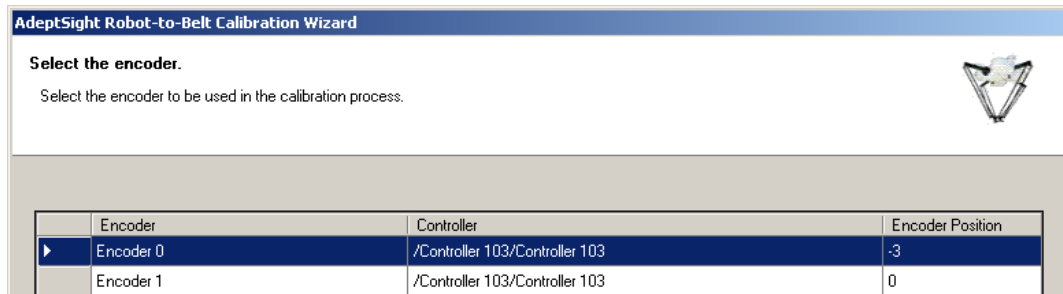 AdeptSight Robot-to-Belt Calibration Wizard
Select the encoder.
Select the encoder to be used in the calibration process.
Encoder Controller Encoder Position
Encoder 0 /Controller 103/Controller 103 -3
Encoder 1 /Controller 103/Controller 103 0